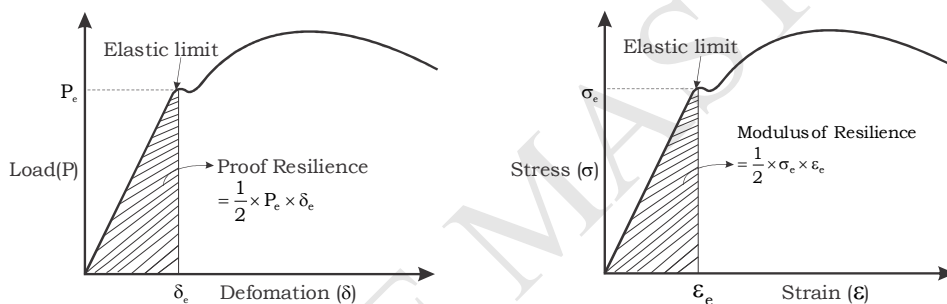 Elastic limit
Pₑ
Load(P)
Proof Resilience
= 1/2 × Pₑ × δₑ
δₑ Defomation (δ)
Elastic limit
σₑ
Stress (σ)
Modulus of Resilience
= 1/2 × σₑ × εₑ
εₑ Strain (ε)
E MAST